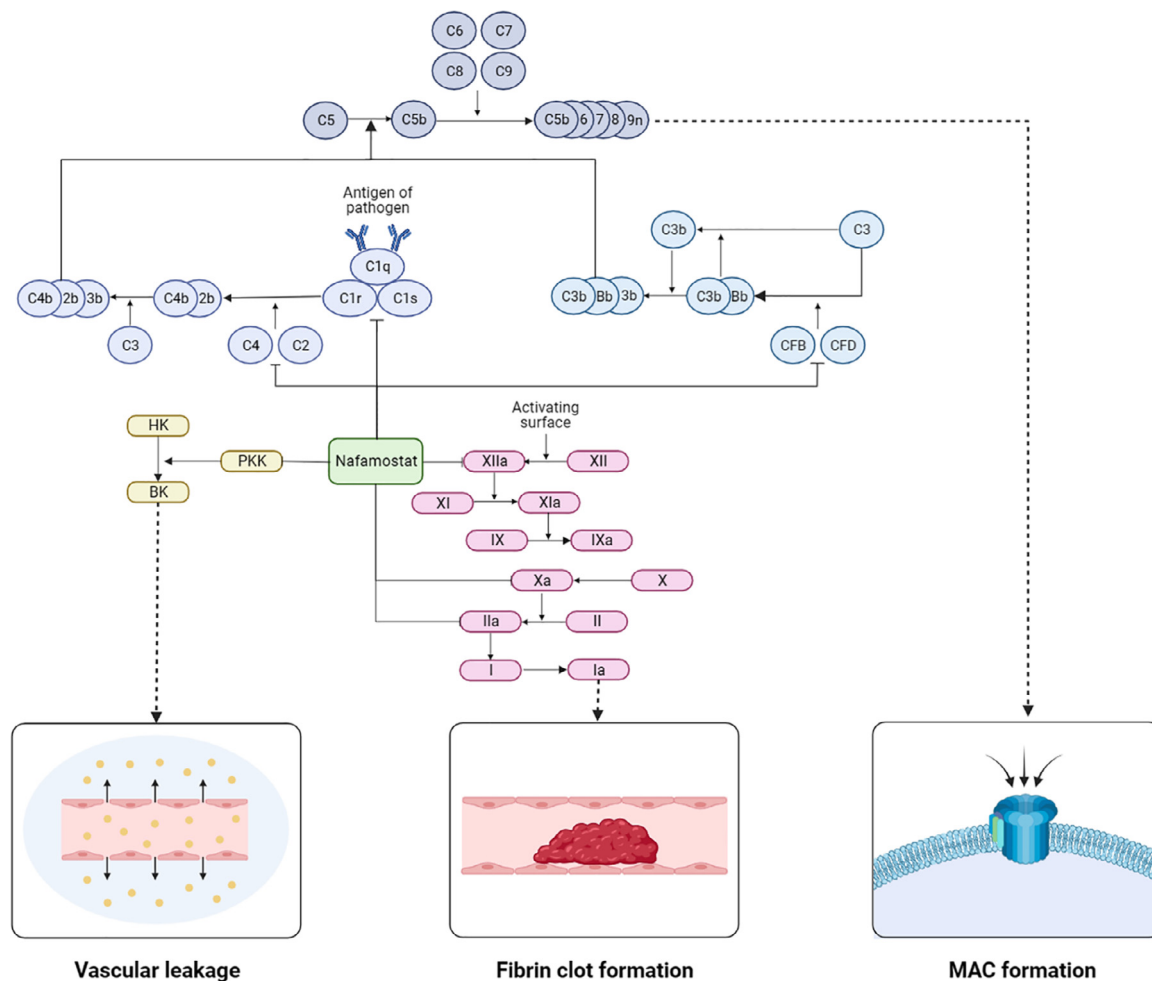 C6
C7
C8
C9
C5
C5b
C5b
6
7
8
9n
Antigen of
pathogen
C1q
C1r
C1s
C4b
2b
3b
C4b
2b
C3
C4
C2
C3b
C3
C3b
Bb
3b
C3b
Bb
CFB
CFD
HK
PKK
BK
Nafamostat
Activating
surface
XIIa
XII
XI
XIa
IX
IXa
Xa
X
IIa
II
I
Ia
Vascular leakage
Fibrin clot formation
MAC formation